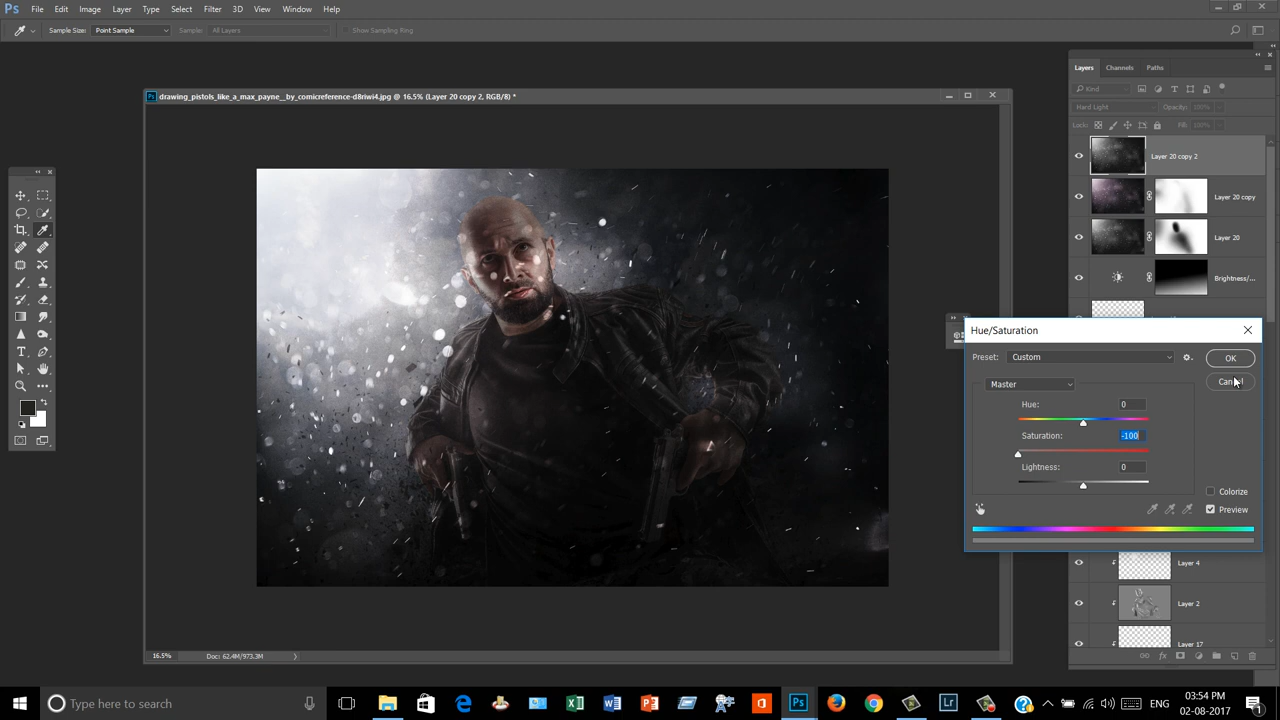 Ps File Edit Image Layer Type Select Filter 3D View Window Help
Sample Size: Point Sample Sample: All Layers Show Sampling Ring
Layers Channels Paths
Ps drawing_pistols_like_a_max_payne__by_comicreference-d8riwi4.jpg @ 16.5% (Layer 20 copy 2, RGB/8) *
Kind
Hard Light Opacity: 100%
Lock: Fill: 100%
Layer 20 copy 2
Layer 20 copy
Layer 20
Brightness/...
Hue/Saturation
Preset: Custom
OK
Cancel
Master
Hue: 0
Saturation: -100
Lightness: 0
Colorize
Preview
Layer 4
Layer 2
Layer 17
16.5% Doc: 62.4M/973.3M
Type here to search
ENG
03:54 PM
02-08-2017